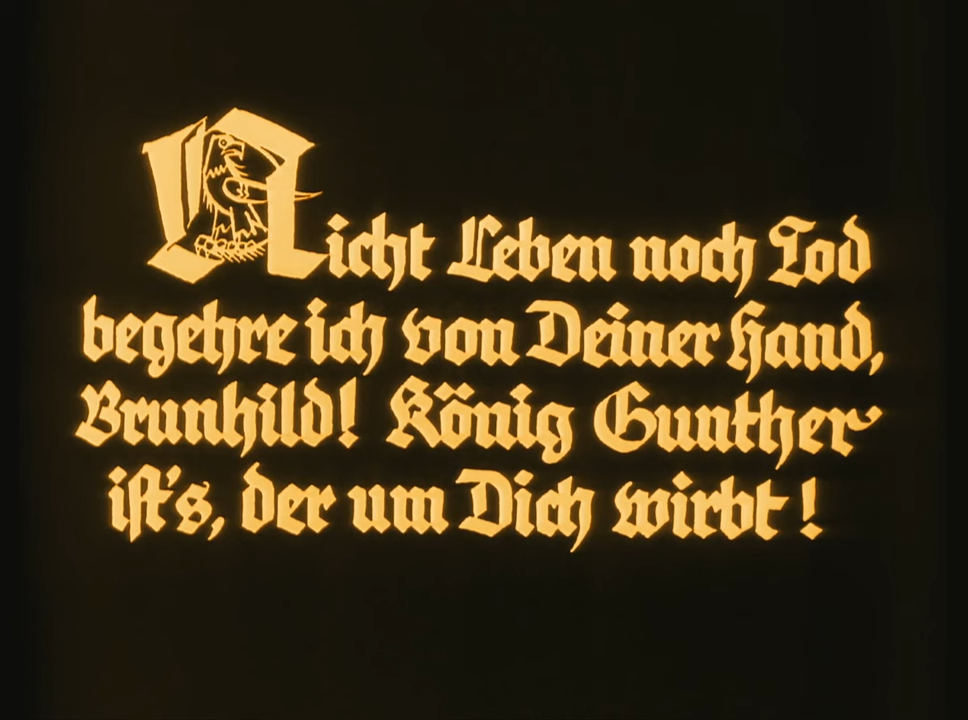 Nicht Leben noch Tod
begehre ich von Deiner Hand,
Brunhild! König Gunther
ist's, der um Dich wirbt!